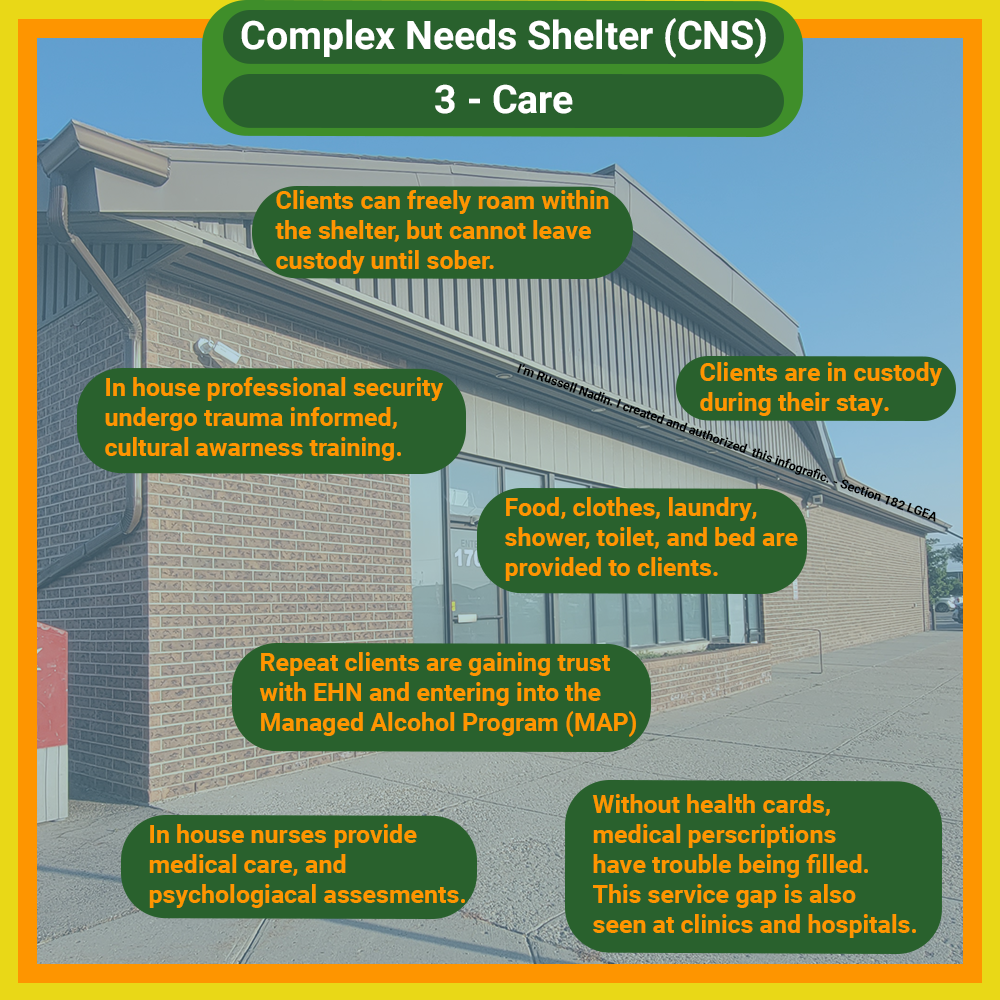 Complex Needs Shelter (CNS)
3 - Care
Clients can freely roam within
the shelter, but cannot leave
custody until sober.
Clients are in custody
during their stay.
In house professional security
undergo trauma informed,
cultural awarness training.
I'm Russell Nadin. I created and authorized this infografic. - Section 182 LGEA
Food, clothes, laundry,
shower, toilet, and bed are
provided to clients.
Repeat clients are gaining trust
with EHN and entering into the
Managed Alcohol Program (MAP)
In house nurses provide
medical care, and
psychologiacal assesments.
Without health cards,
medical perscriptions
have trouble being filled.
This service gap is also
seen at clinics and hospitals.